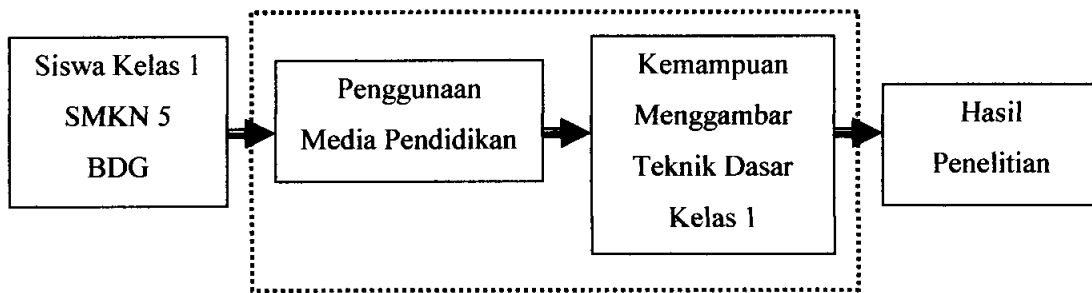 Siswa Kelas 1
SMKN 5
BDG
Penggunaan
Media Pendidikan
Kemampuan
Menggambar
Teknik Dasar
Kelas 1
Hasil
Penelitian